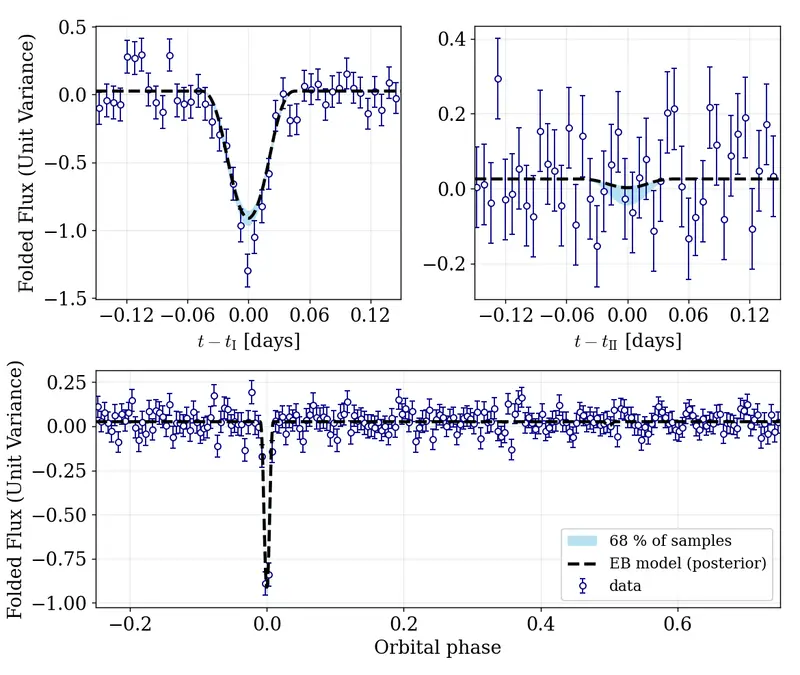 0.5
0.0
−0.5
−1.0
−1.5
Folded Flux (Unit Variance)
−0.12 −0.06 0.00 0.06 0.12
t − tI [days]
0.4
0.2
0.0
−0.2
−0.12 −0.06 0.00 0.06 0.12
t − tII [days]
0.25
0.00
−0.25
−0.50
−0.75
−1.00
Folded Flux (Unit Variance)
68 % of samples
EB model (posterior)
data
−0.2 0.0 0.2 0.4 0.6
Orbital phase